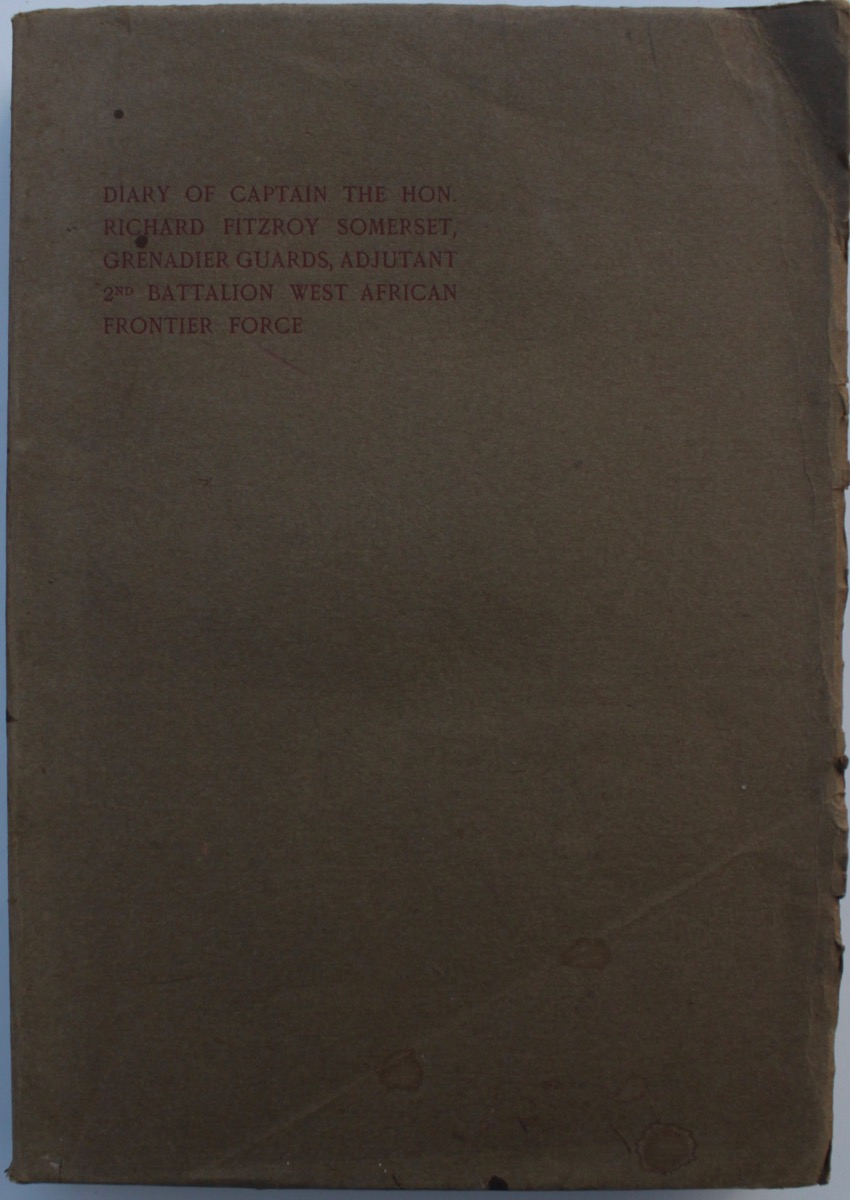 DIARY OF CAPTAIN THE HON.
RICHARD FITZROY SOMERSET,
GRENADIER GUARDS, ADJUTANT
2ND BATTALION WEST AFRICAN
FRONTIER FORCE